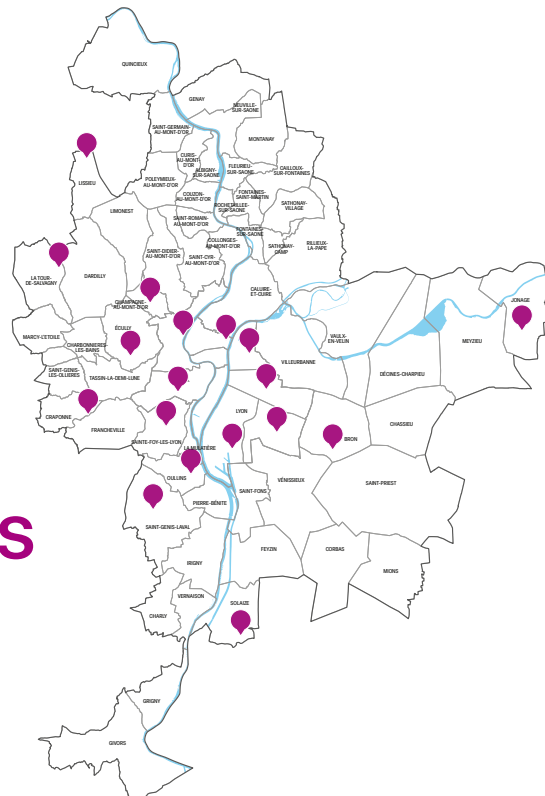 QUINCIEUX
GENAY
NEUVILLE-
SUR-SAONE
SAINT-GERMAIN-
AU-MONT-D'OR
MONTANAY
CURIS-
AU-MONT-
D'OR
ALBIGNY-
SUR-SAONE
FLEURIEU-
SUR-SAONE
CAILLOUX-
SUR-FONTAINES
LISSIEU
POLEYMIEUX-
AU-MONT-D'OR
COUZON-
AU-MONT-D'OR
FONTAINES-
SAINT-MARTIN
ROCHETAILLEE-
SUR-SAONE
SATHONAY-
VILLAGE
LIMONEST
SAINT-ROMAIN-
AU-MONT-D'OR
FONTAINES-
SUR-SAONE
COLLONGES-
AU-MONT-D'OR
SATHONAY-
CAMP
RILLIEUX-
LA-PAPE
SAINT-DIDIER-
AU-MONT-D'OR
SAINT-CYR-
AU-MONT-D'OR
LA TOUR-
DE-SALVAGNY
DARDILLY
CALUIRE-
ET-CUIRE
CHAMPAGNE-
AU-MONT-D'OR
JONAGE
ÉCULLY
MARCY-L'ETOILE
CHARBONNIERES-
LES-BAINS
VAULX-
EN-VELIN
MEYZIEU
VILLEURBANNE
SAINT-GENIS-
LES-OLLIERES
TASSIN-LA-DEMI-LUNE
DÉCINES-CHARPIEU
CRAPONNE
LYON
FRANCHEVILLE
CHASSIEU
SAINTE-FOY-LES-LYON
LA MULATIÈRE
BRON
OULLINS
VÉNISSIEUX
SAINT-PRIEST
SAINT-FONS
PIERRE-BÉNITE
SAINT-GENIS-LAVAL
S
FEYZIN
CORBAS
IRIGNY
MIONS
VERNAISON
SOLAIZE
CHARLY
GRIGNY
GIVORS